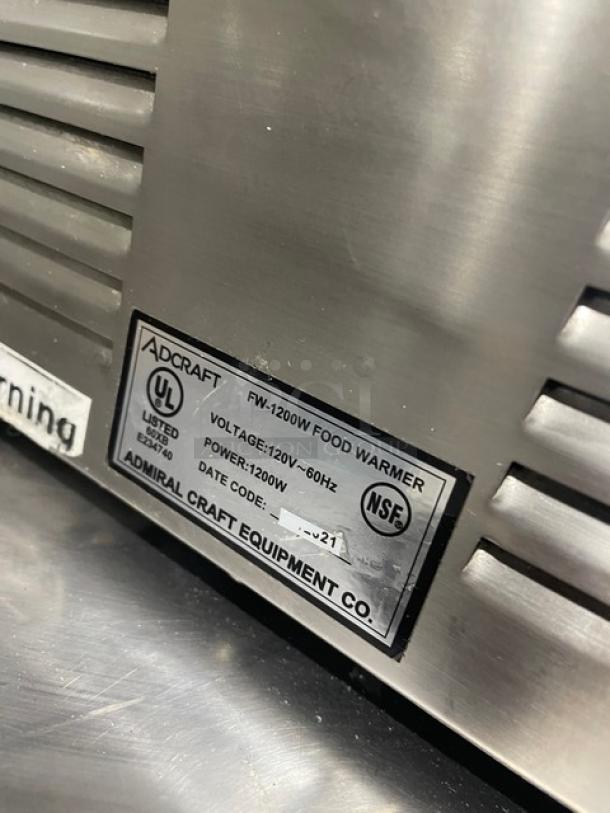 ADCRAFT
FW-1200W FOOD WARMER
UL
LISTED
60XB
E234740
VOLTAGE:120V~60Hz
POWER:1200W
DATE CODE:
NSF
ADMIRAL CRAFT EQUIPMENT CO.
rning